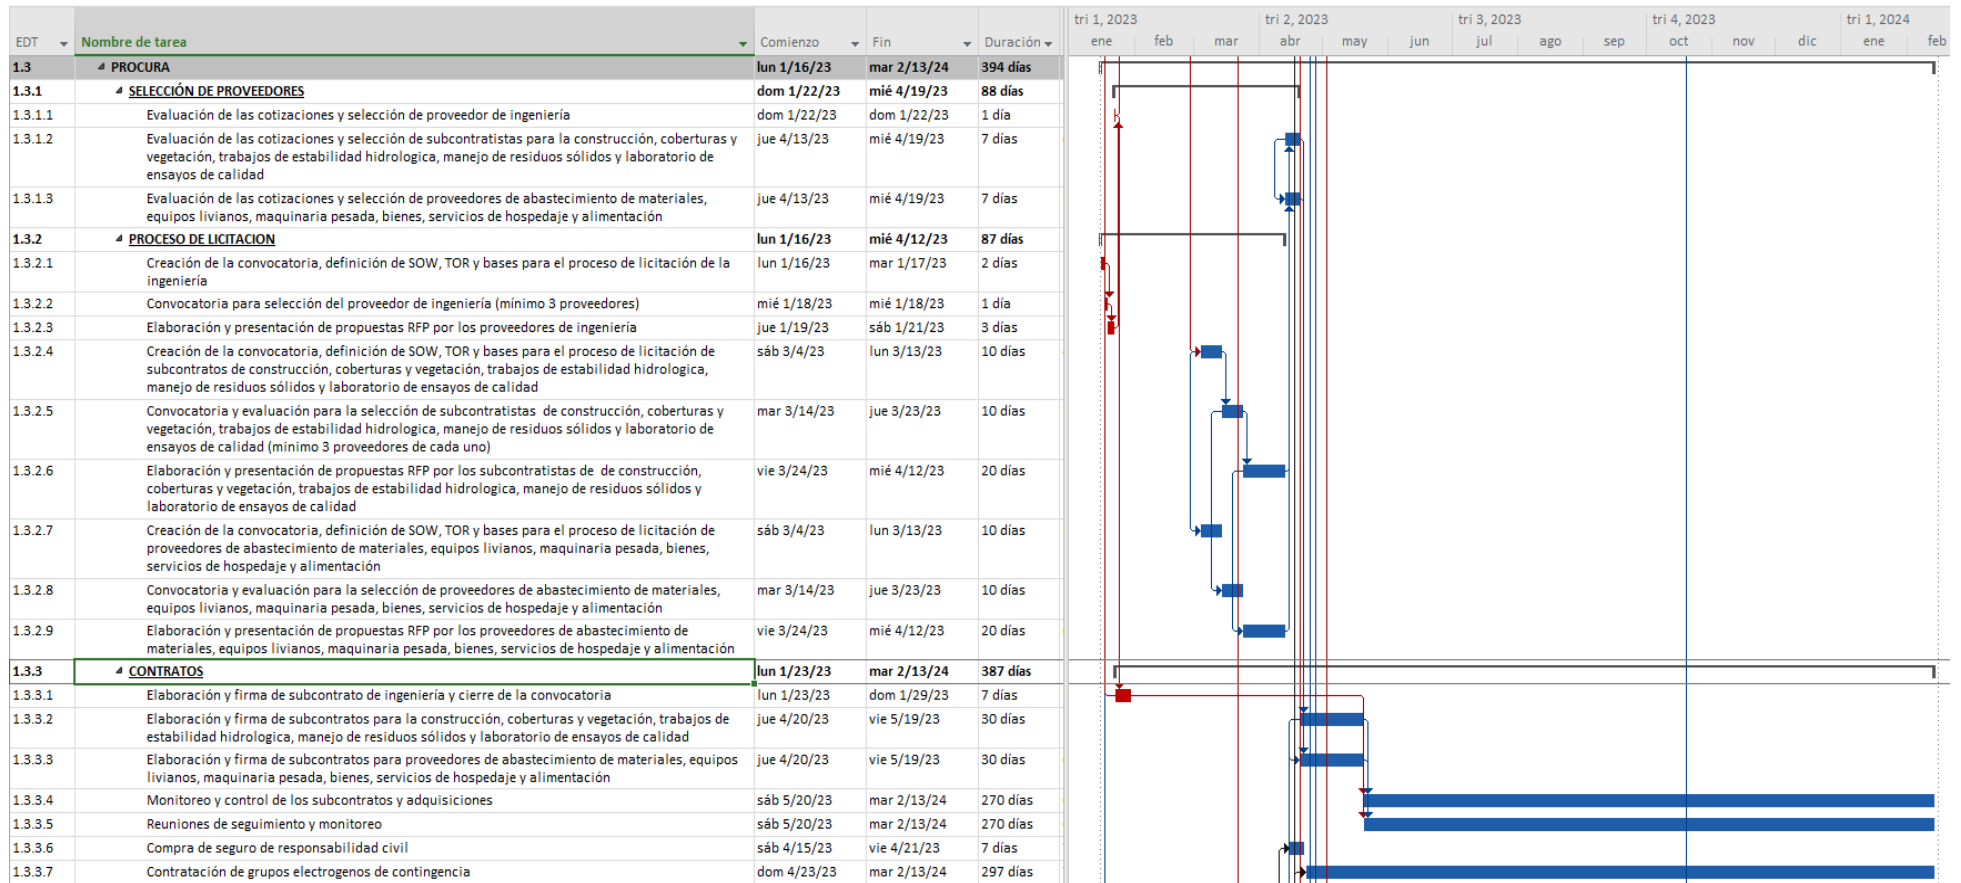 tri 1, 2023 tri 2, 2023 tri 3, 2023 tri 4, 2023 tri 1, 2024
EDT Nombre de tarea Comienzo Fin Duración ene feb mar abr may jun jul ago sep oct nov dic ene feb
1.3 PROCURA lun 1/16/23 mar 2/13/24 394 días
1.3.1 SELECCIÓN DE PROVEEDORES dom 1/22/23 mié 4/19/23 88 días
1.3.1.1 Evaluación de las cotizaciones y selección de proveedor de ingeniería dom 1/22/23 dom 1/22/23 1 día
1.3.1.2 Evaluación de las cotizaciones y selección de subcontratistas para la construcción, coberturas y jue 4/13/23 mié 4/19/23 7 días
vegetación, trabajos de estabilidad hidrologica, manejo de residuos sólidos y laboratorio de
ensayos de calidad
1.3.1.3 Evaluación de las cotizaciones y selección de proveedores de abastecimiento de materiales, jue 4/13/23 mié 4/19/23 7 días
equipos livianos, maquinaria pesada, bienes, servicios de hospedaje y alimentación
1.3.2 PROCESO DE LICITACION lun 1/16/23 mié 4/12/23 87 días
1.3.2.1 Creación de la convocatoria, definición de SOW, TOR y bases para el proceso de licitación de la lun 1/16/23 mar 1/17/23 2 días
ingeniería
1.3.2.2 Convocatoria para selección del proveedor de ingeniería (mínimo 3 proveedores) mié 1/18/23 mié 1/18/23 1 día
1.3.2.3 Elaboración y presentación de propuestas RFP por los proveedores de ingeniería jue 1/19/23 sáb 1/21/23 3 días
1.3.2.4 Creación de la convocatoria, definición de SOW, TOR y bases para el proceso de licitación de sáb 3/4/23 lun 3/13/23 10 días
subcontratos de construcción, coberturas y vegetación, trabajos de estabilidad hidrologica,
manejo de residuos sólidos y laboratorio de ensayos de calidad
1.3.2.5 Convocatoria y evaluación para la selección de subcontratistas de construcción, coberturas y mar 3/14/23 jue 3/23/23 10 días
vegetación, trabajos de estabilidad hidrologica, manejo de residuos sólidos y laboratorio de
ensayos de calidad (minimo 3 proveedores de cada uno)
1.3.2.6 Elaboración y presentación de propuestas RFP por los subcontratistas de de construcción, vie 3/24/23 mié 4/12/23 20 días
coberturas y vegetación, trabajos de estabilidad hidrologica, manejo de residuos sólidos y
laboratorio de ensayos de calidad
1.3.2.7 Creación de la convocatoria, definición de SOW, TOR y bases para el proceso de licitación de sáb 3/4/23 lun 3/13/23 10 días
proveedores de abastecimiento de materiales, equipos livianos, maquinaria pesada, bienes,
servicios de hospedaje y alimentación
1.3.2.8 Convocatoria y evaluación para la selección de proveedores de abastecimiento de materiales, mar 3/14/23 jue 3/23/23 10 días
equipos livianos, maquinaria pesada, bienes, servicios de hospedaje y alimentación
1.3.2.9 Elaboración y presentación de propuestas RFP por los proveedores de abastecimiento de vie 3/24/23 mié 4/12/23 20 días
materiales, equipos livianos, maquinaria pesada, bienes, servicios de hospedaje y alimentación
1.3.3 CONTRATOS lun 1/23/23 mar 2/13/24 387 días
1.3.3.1 Elaboración y firma de subcontrato de ingeniería y cierre de la convocatoria lun 1/23/23 dom 1/29/23 7 días
1.3.3.2 Elaboración y firma de subcontratos para la construcción, coberturas y vegetación, trabajos de jue 4/20/23 vie 5/19/23 30 días
estabilidad hidrologica, manejo de residuos sólidos y laboratorio de ensayos de calidad
1.3.3.3 Elaboración y firma de subcontratos para proveedores de abastecimiento de materiales, equipos jue 4/20/23 vie 5/19/23 30 días
livianos, maquinaria pesada, bienes, servicios de hospedaje y alimentación
1.3.3.4 Monitoreo y control de los subcontratos y adquisiciones sáb 5/20/23 mar 2/13/24 270 días
1.3.3.5 Reuniones de seguimiento y monitoreo sáb 5/20/23 mar 2/13/24 270 días
1.3.3.6 Compra de seguro de responsabilidad civil sáb 4/15/23 vie 4/21/23 7 días
1.3.3.7 Contratación de grupos electrogenos de contingencia dom 4/23/23 mar 2/13/24 297 días